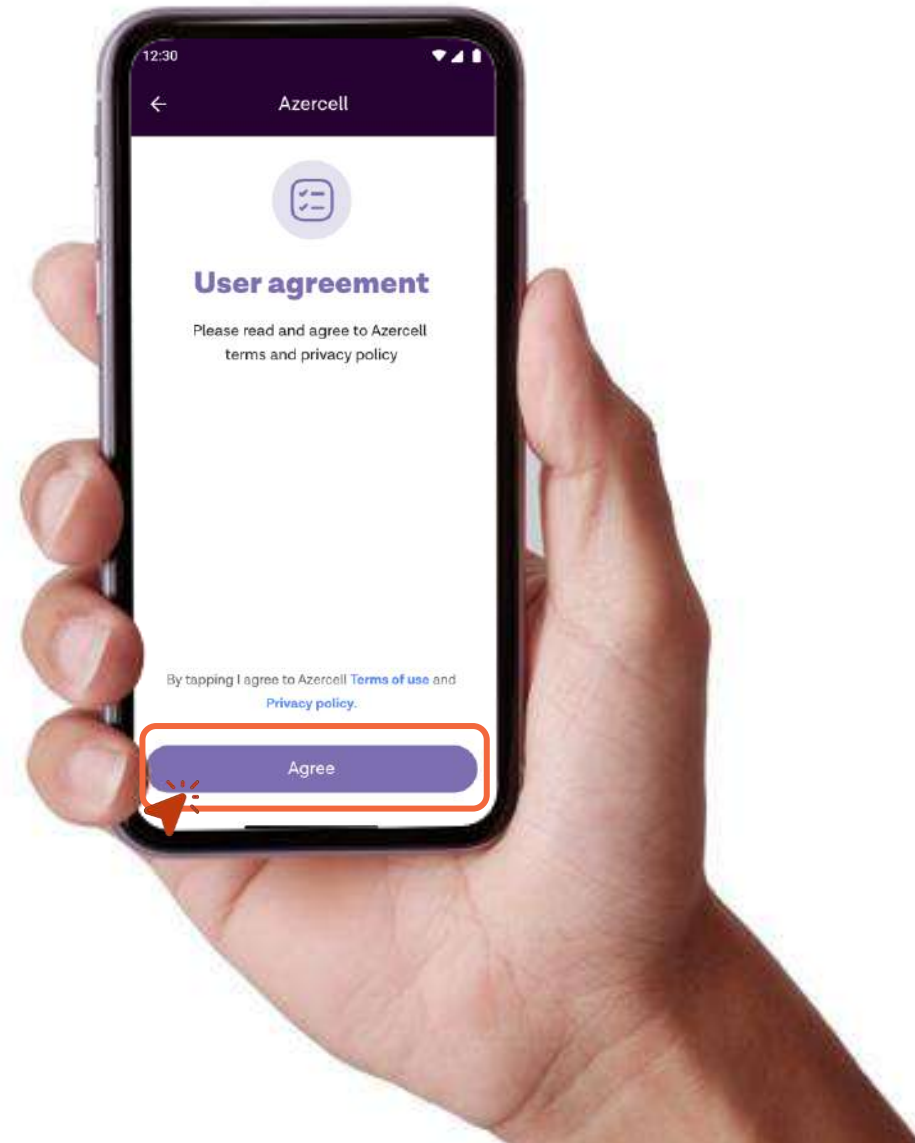 12:30
Azercell
User agreement
Please read and agree to Azercell
terms and privacy policy
By tapping I agree to Azercell Terms of use and
Privacy policy.
Agree